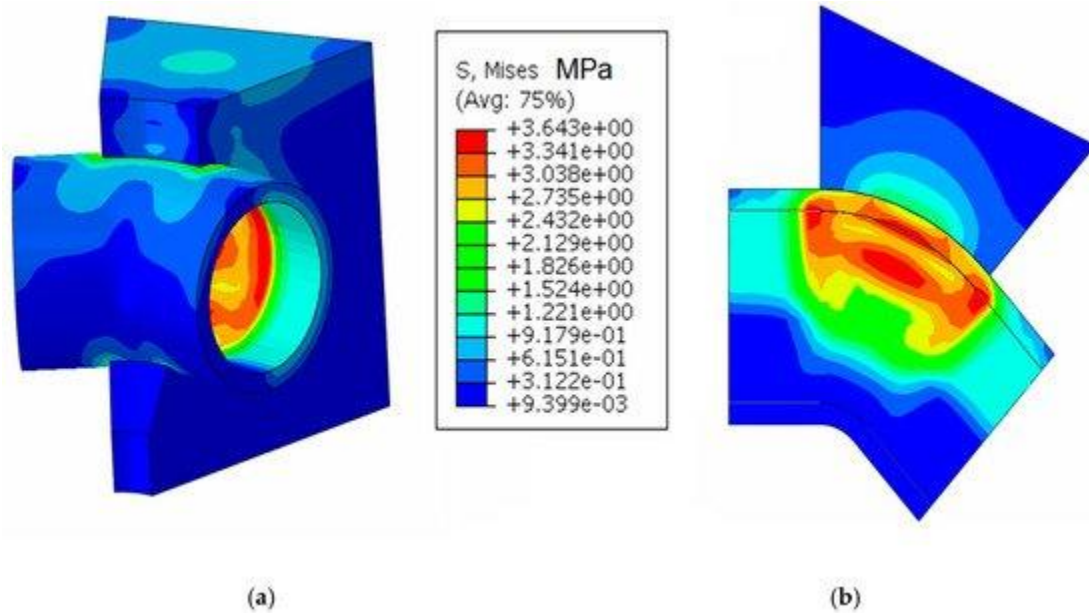 S, Mises MPa
(Avg: 75%)
+3.643e+00
+3.341e+00
+3.038e+00
+2.735e+00
+2.432e+00
+2.129e+00
+1.826e+00
+1.524e+00
+1.221e+00
+9.179e-01
+6.151e-01
+3.122e-01
+9.399e-03
(a)
(b)